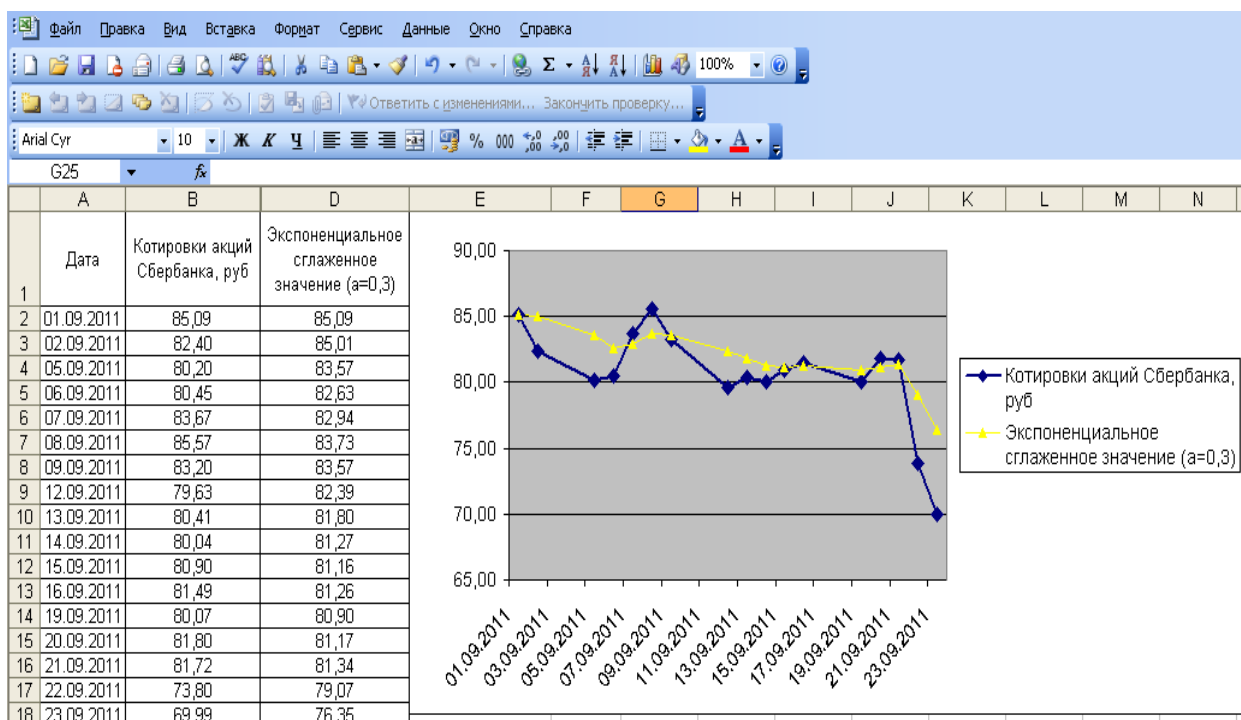 Файл Правка Вид Вставка Формат Сервис Данные Окно Справка
ABC Σ А Я Я А 100%
Ответить с изменениями... Закончить проверку...
Arial Cyr 10 Ж К Ч % 000 ,00 ,00 А
G25 fx
A B D E F G H I J K L M N
1 Дата Котировки акций Сбербанка, руб Экспоненциальное сглаженное значение (a=0,3)
2 01.09.2011 85,09 85,09
3 02.09.2011 82,40 85,01
4 05.09.2011 80,20 83,57
5 06.09.2011 80,45 82,63
6 07.09.2011 83,67 82,94
7 08.09.2011 85,57 83,73
8 09.09.2011 83,20 83,57
9 12.09.2011 79,63 82,39
10 13.09.2011 80,41 81,80
11 14.09.2011 80,04 81,27
12 15.09.2011 80,90 81,16
13 16.09.2011 81,49 81,26
14 19.09.2011 80,07 80,90
15 20.09.2011 81,80 81,17
16 21.09.2011 81,72 81,34
17 22.09.2011 73,80 79,07
18 23.09.2011 69,99 76,35
90,00
85,00
80,00
75,00
70,00
65,00
01.09.2011 03.09.2011 05.09.2011 07.09.2011 09.09.2011 11.09.2011 13.09.2011 15.09.2011 17.09.2011 19.09.2011 21.09.2011 23.09.2011
Котировки акций Сбербанка,
руб
Экспоненциальное
сглаженное значение (a=0,3)